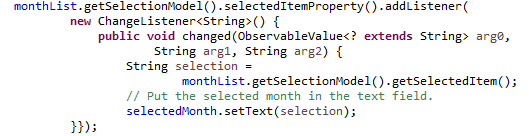 monthList.getSelectionModel().selectedItemProperty().addListener(
new ChangeListener<String>() {
public void changed(ObservableValue<? extends String> arg0,
String arg1, String arg2) {
String selection =
monthList.getSelectionModel().getSelectedItem();
// Put the selected month in the text field.
selectedMonth.setText(selection);
}});